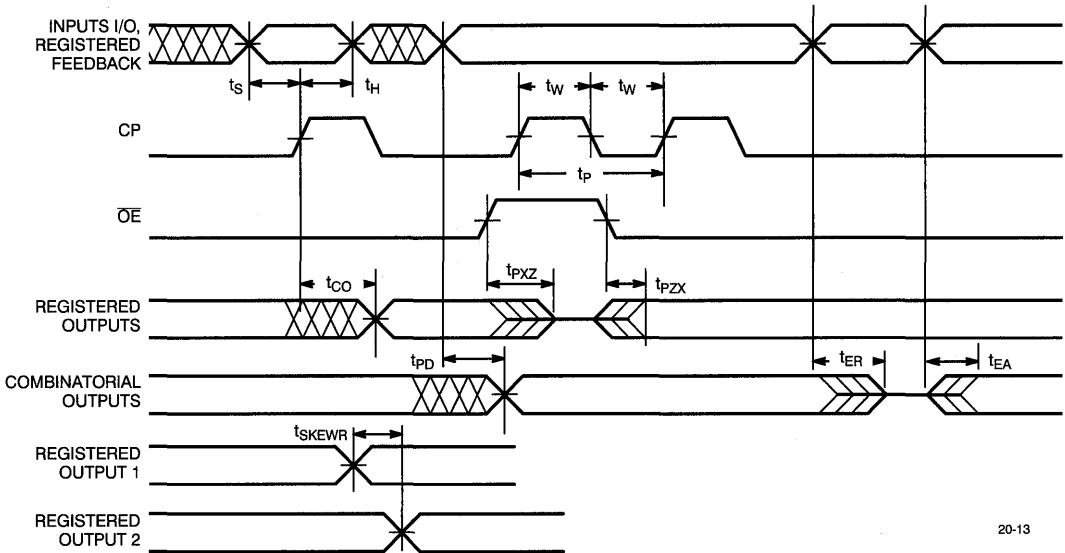 INPUTS I/O,
REGISTERED
FEEDBACK
tS
tH
tW
tW
CP
tP
OE
tCO
tPXZ
tPZX
REGISTERED
OUTPUTS
tPD
tER
tEA
COMBINATORIAL
OUTPUTS
tSKEWR
REGISTERED
OUTPUT 1
REGISTERED
OUTPUT 2
20-13